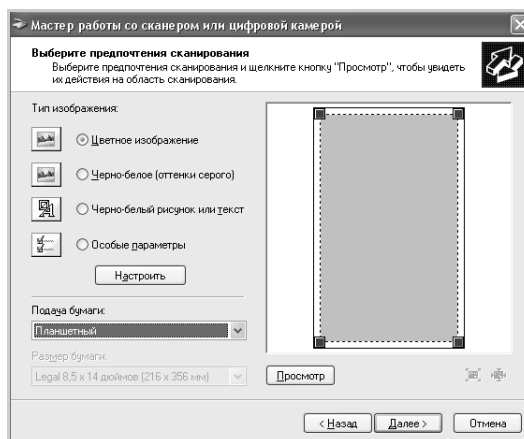 Мастер работы со сканером или цифровой камерой
Выберите предпочтения сканирования
Выберите предпочтения сканирования и щелкните кнопку "Просмотр", чтобы увидеть
их действия на область сканирования.
Тип изображения:
Цветное изображение
Черно-белое (оттенки серого)
Черно-белый рисунок или текст
Особые параметры
Настроить
Подача бумаги:
Планшетный
Размер бумаги:
Legal 8,5 x 14 дюймов (216 x 356 мм)
Просмотр
< Назад
Далее >
Отмена